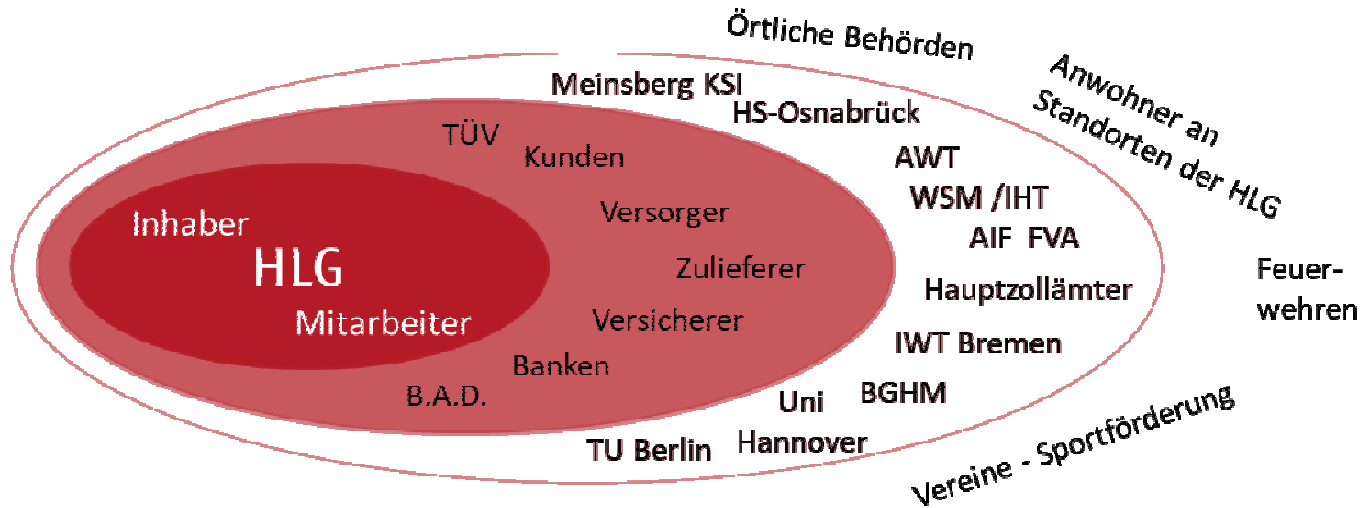 Örtliche Behörden
Anwohner an
Standorten der HLG
Feuer-
wehren
Vereine - Sportförderung
Meinsberg KSI
HS-Osnabrück
AWT
WSM /IHT
AIF FVA
Hauptzollämter
IWT Bremen
BGHM
Uni
Hannover
TU Berlin
TÜV
Kunden
Versorger
Zulieferer
Versicherer
Banken
B.A.D.
Inhaber
HLG
Mitarbeiter